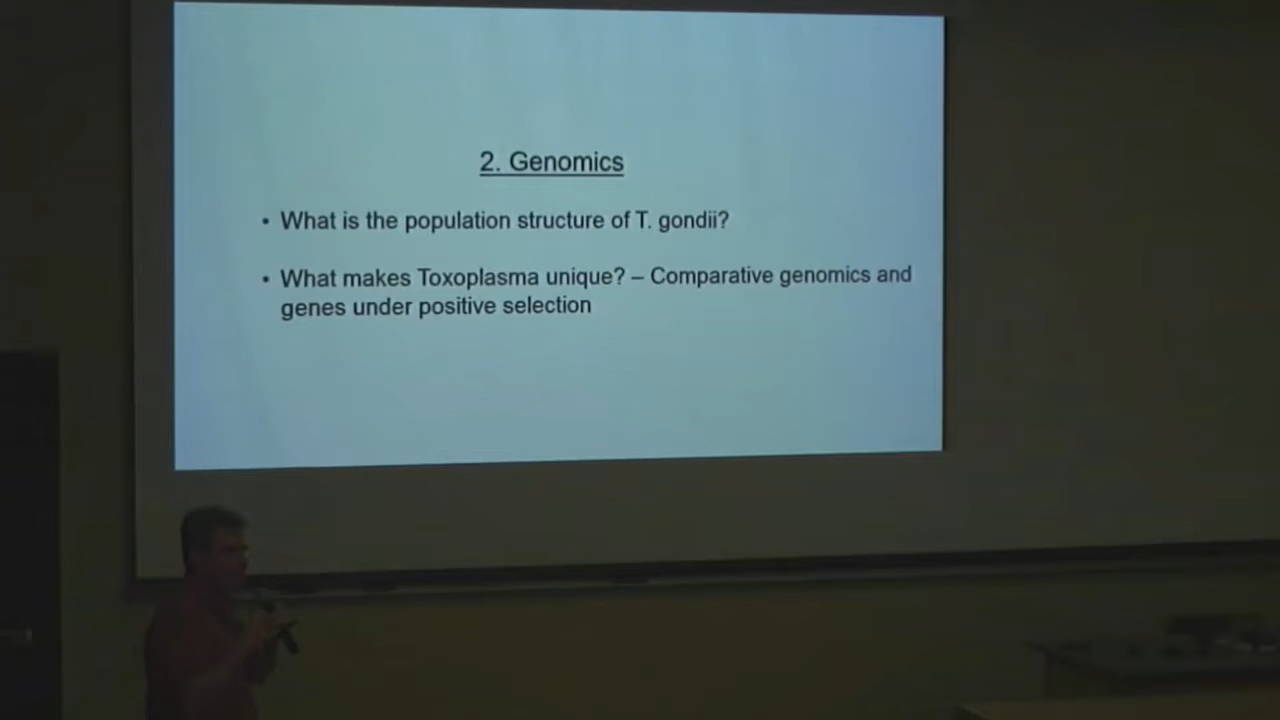 2. Genomics
• What is the population structure of T. gondii?
• What makes Toxoplasma unique? – Comparative genomics and
genes under positive selection